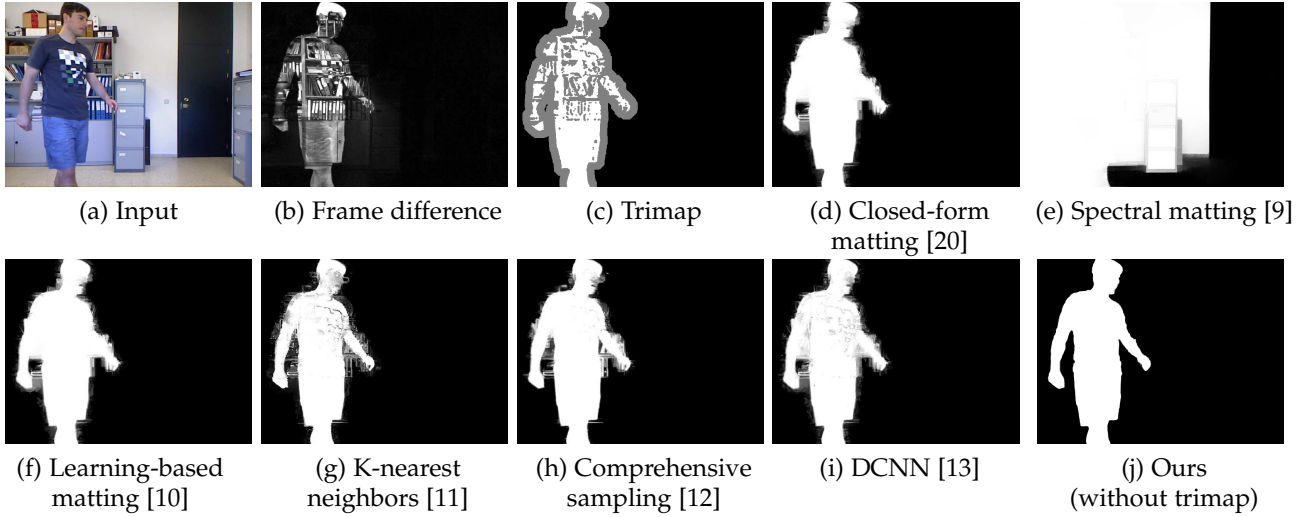 (a) Input
(b) Frame difference
(c) Trimap
(d) Closed-form
matting [20]
(e) Spectral matting [9]
(f) Learning-based
matting [10]
(g) K-nearest
neighbors [11]
(h) Comprehensive
sampling [12]
(i) DCNN [13]
(j) Ours
(without trimap)